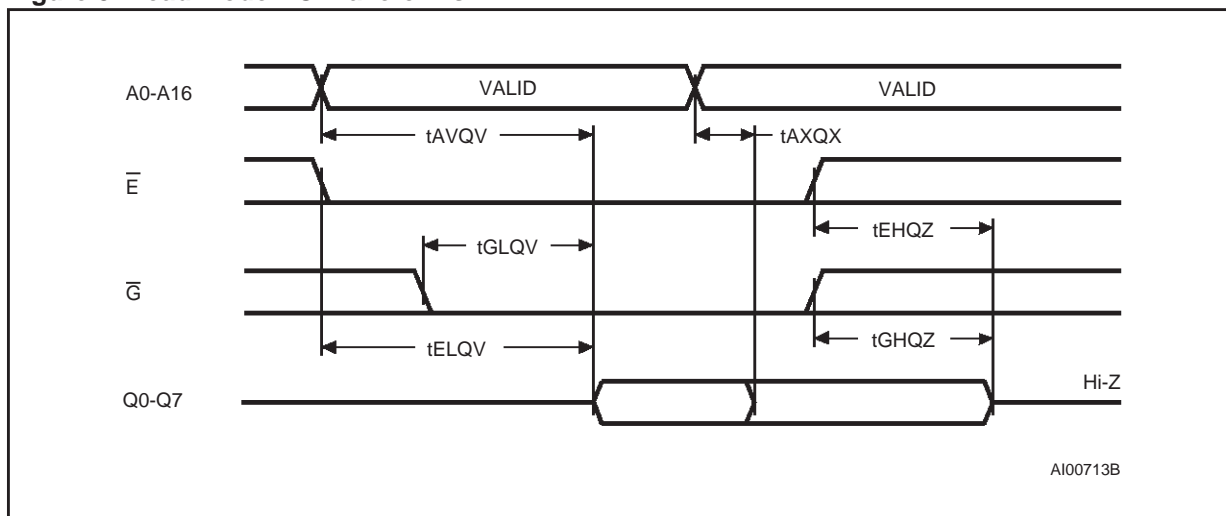 A0-A16
VALID
VALID
tAVQV
tAXQX
E
tEHQZ
tGLQV
G
tGHQZ
tELQV
Hi-Z
Q0-Q7
AI00713B